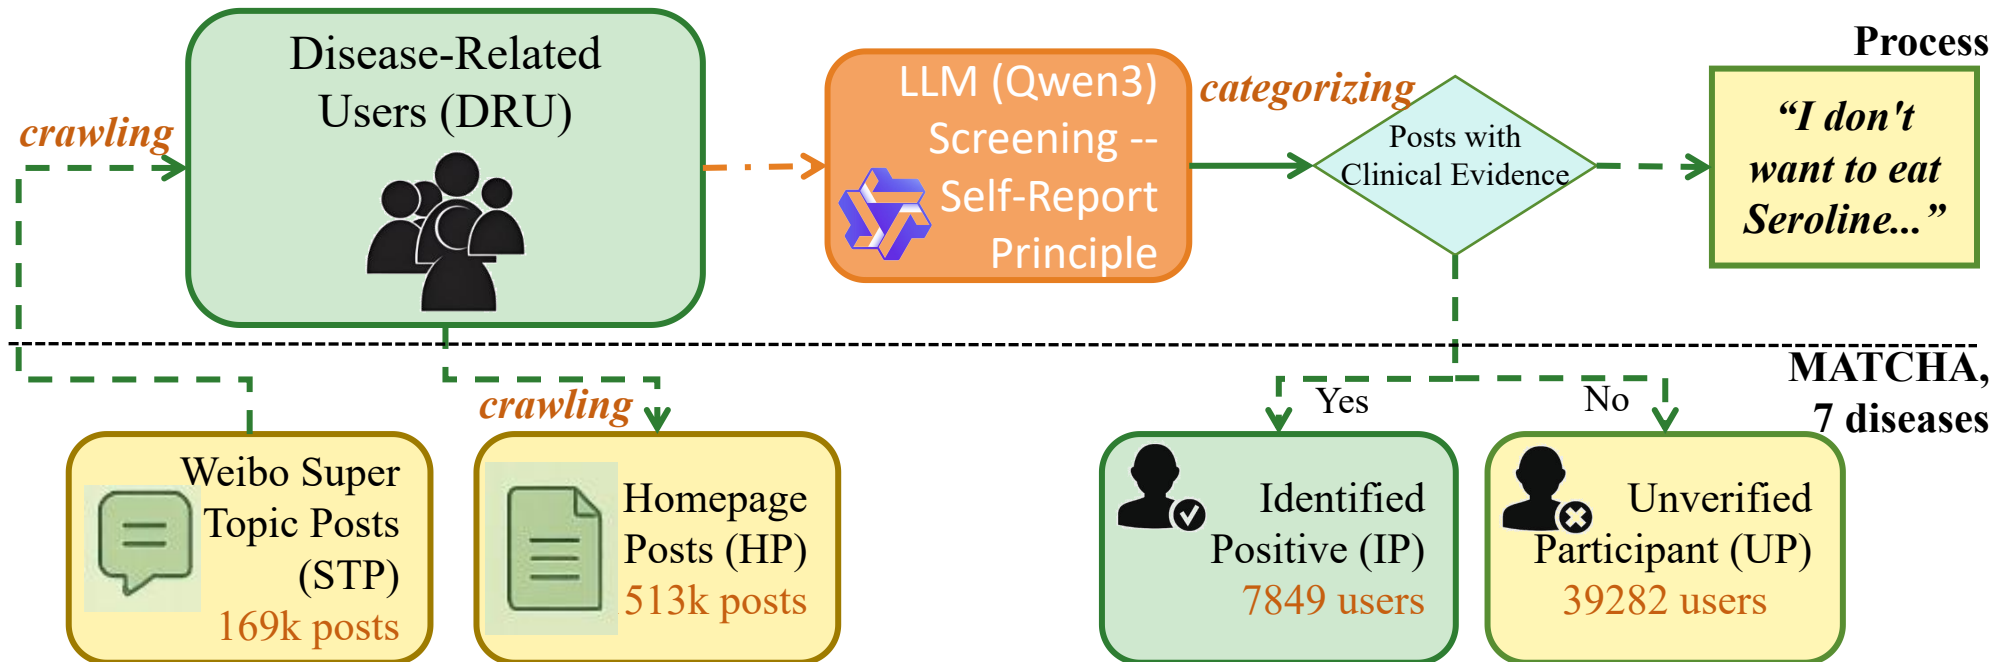 Disease-Related
Users (DRU)
crawling
LLM (Qwen3)
Screening --
Self-Report
Principle
categorizing
Posts with
Clinical Evidence
Process
“I don't
want to eat
Seroline...”
MATCHA,
7 diseases
crawling
Yes
No
Weibo Super
Topic Posts
(STP)
169k posts
Homepage
Posts (HP)
513k posts
Identified
Positive (IP)
7849 users
Unverified
Participant (UP)
39282 users